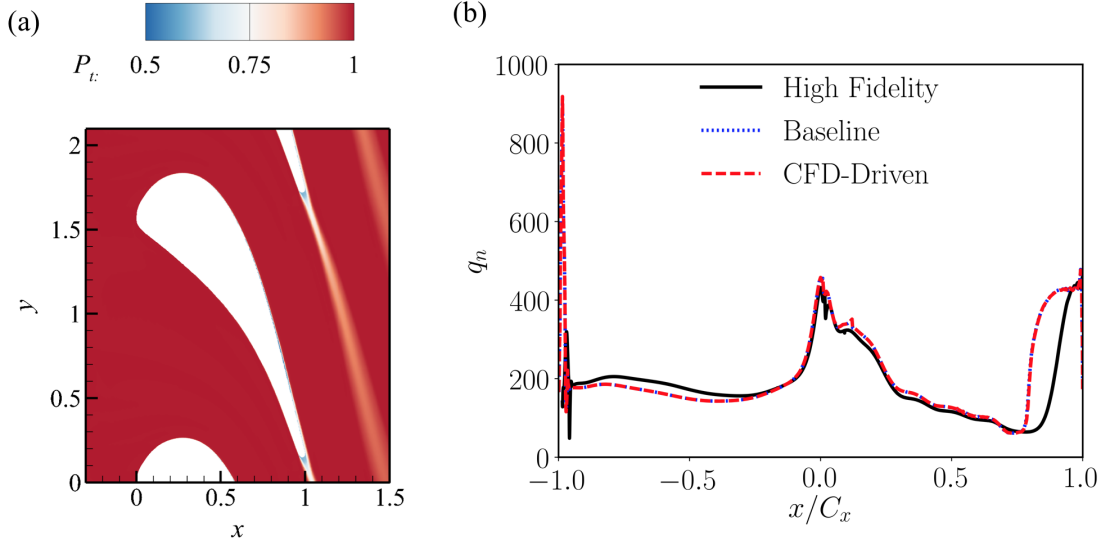 (a)
P_t: 0.5 0.75 1
2
1.5
1
0.5
0
y
0 0.5 1 1.5
x
(b)
1000
800
600
400
200
0
q_n
High Fidelity
Baseline
CFD-Driven
−1.0 −0.5 0.0 0.5 1.0
x/C_x